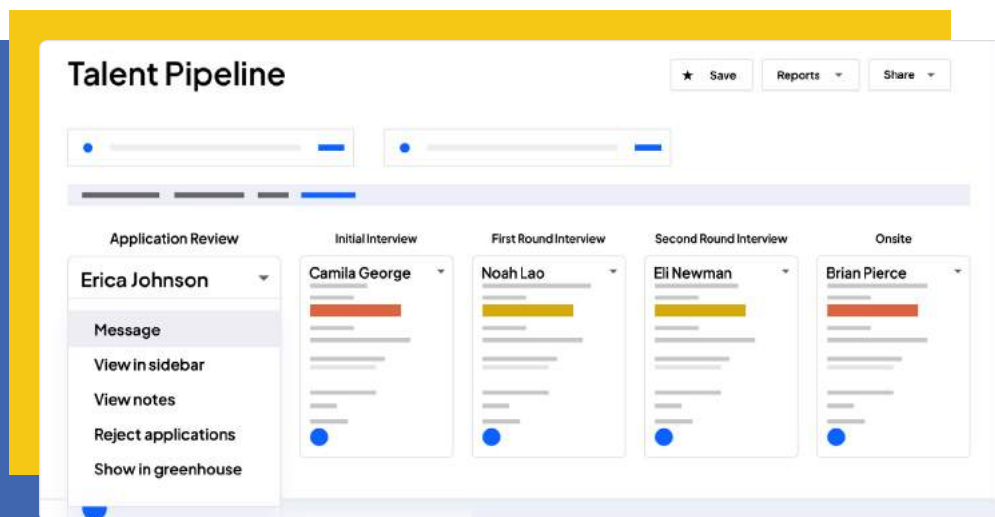 Talent Pipeline
★ Save
Reports
Share
Application Review
Initial Interview
First Round Interview
Second Round Interview
Onsite
Erica Johnson
Camila George
Noah Lao
Eli Newman
Brian Pierce
Message
View in sidebar
View notes
Reject applications
Show in greenhouse